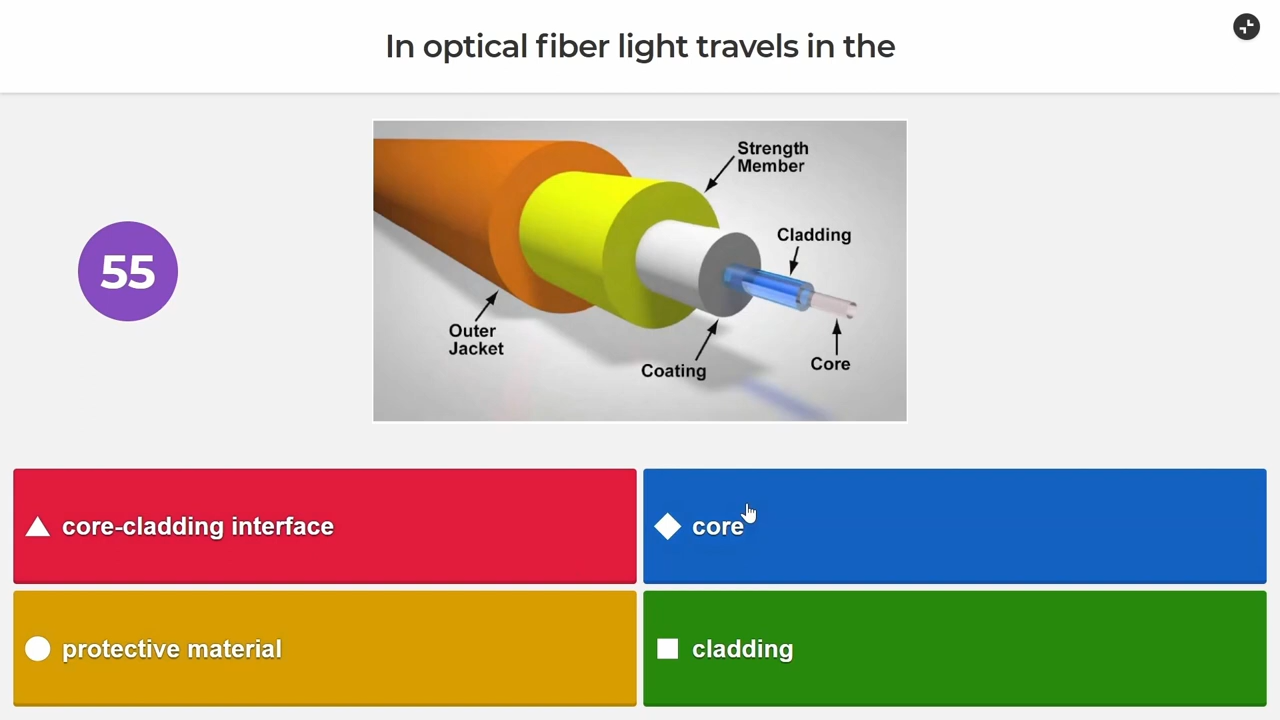 In optical fiber light travels in the
Strength
Member
Cladding
55
Outer
Jacket
Coating
Core
core-cladding interface
core
protective material
cladding